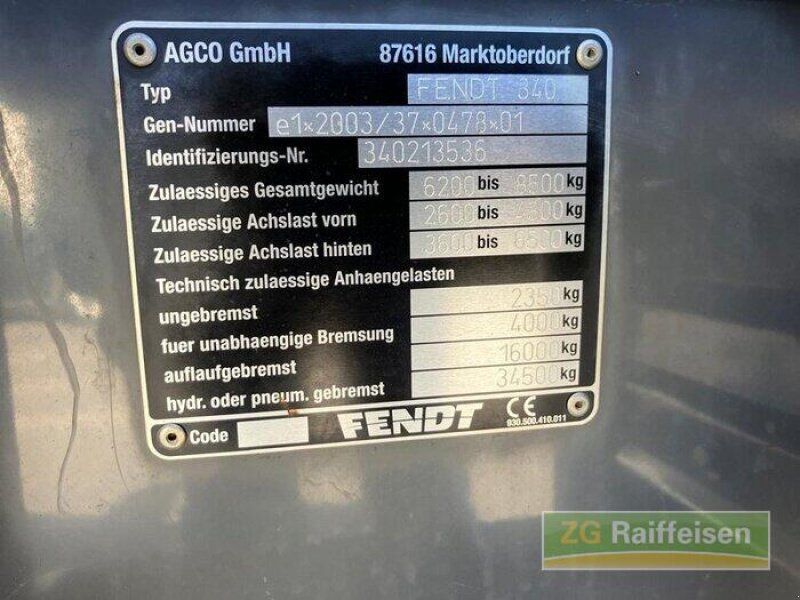 AGCO GmbH 87616 Marktoberdorf
Typ FENDT 340
Gen-Nummer e1*2003/37*0478*01
Identifizierungs-Nr. 340213536
Zulaessiges Gesamtgewicht 6200 bis 8500 kg
Zulaessige Achslast vorn 2600 bis 4300 kg
Zulaessige Achslast hinten 3600 bis 6500 kg
Technisch zulaessige Anhaengelasten
ungebremst 2350 kg
fuer unabhaengige Bremsung 4000 kg
auflaufgebremst 16000 kg
hydr. oder pneum. gebremst 34500 kg
Code FENDT CE
930.500.410.011
ZG Raiffeisen